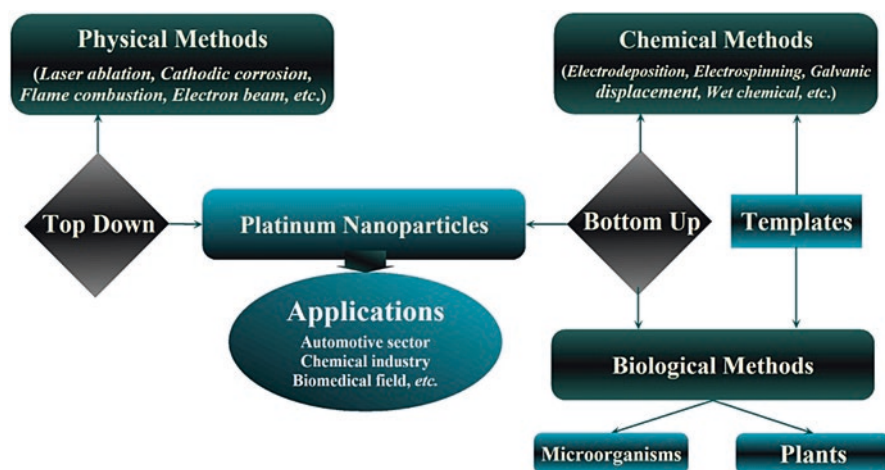 Physical Methods
(Laser ablation, Cathodic corrosion,
Flame combustion, Electron beam, etc.)
Chemical Methods
(Electrodeposition, Electrospinning, Galvanic
displacement, Wet chemical, etc.)
Top Down
Platinum Nanoparticles
Bottom Up
Templates
Applications
Automotive sector
Chemical industry
Biomedical field, etc.
Biological Methods
Microorganisms
Plants